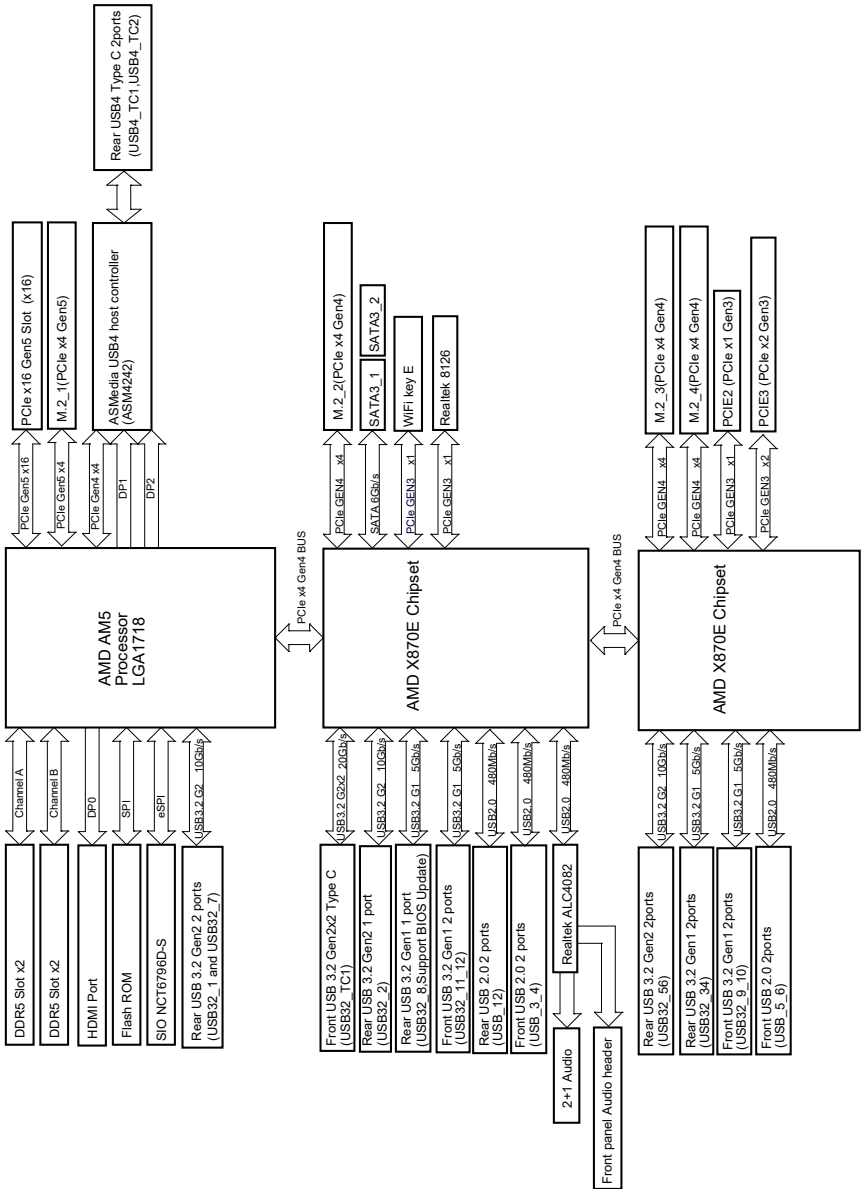 Rear USB4 Type C 2ports
(USB4_TC1,USB4_TC2)
PCIe x16 Gen5 Slot (x16)
M.2_1(PCIe x4 Gen5)
ASMedia USB4 host controller
(ASM4242)
PCIe Gen5 x16
PCIe Gen5 x4
PCIe Gen4 x4
DP1
DP2
AMD AM5
Processor
LGA1718
Channel A
Channel B
DP0
SPI
eSPI
USB3.2 G2 10Gb/s
DDR5 Slot x2
DDR5 Slot x2
HDMI Port
Flash ROM
SIO NCT6796D-S
Rear USB 3.2 Gen2 2 ports
(USB32_1 and USB32_7)
PCIe x4 Gen4 BUS
M.2_2(PCIe x4 Gen4)
SATA3_1
SATA3_2
WiFi key E
Realtek 8126
PCIe GEN4 x4
SATA 6Gb/s
PCIe GEN3 x1
PCIe GEN3 x1
AMD X870E Chipset
USB3.2 G2x2 20Gb/s
USB3.2 G2 10Gb/s
USB3.2 G1 5Gb/s
USB3.2 G1 5Gb/s
USB2.0 480Mb/s
USB2.0 480Mb/s
USB2.0 480Mb/s
Front USB 3.2 Gen2x2 Type C
(USB32_TC1)
Rear USB 3.2 Gen2 1 port
(USB32_2)
Rear USB 3.2 Gen1 1 port
(USB32_8,Support BIOS Update)
Front USB 3.2 Gen1 2 ports
(USB32_11_12)
Rear USB 2.0 2 ports
(USB_12)
Front USB 2.0 2 ports
(USB_3_4)
Realtek ALC4082
2+1 Audio
Front panel Audio header
PCIe x4 Gen4 BUS
M.2_3(PCIe x4 Gen4)
M.2_4(PCIe x4 Gen4)
PCIE2 (PCIe x1 Gen3)
PCIE3 (PCIe x2 Gen3)
PCIe GEN4 x4
PCIe GEN4 x4
PCIe GEN3 x1
PCIe GEN3 x2
AMD X870E Chipset
USB3.2 G2 10Gb/s
USB3.2 G1 5Gb/s
USB3.2 G1 5Gb/s
USB2.0 480Mb/s
Rear USB 3.2 Gen2 2ports
(USB32_56)
Rear USB 3.2 Gen1 2ports
(USB32_34)
Front USB 3.2 Gen1 2ports
(USB32_9_10)
Front USB 2.0 2ports
(USB_5_6)